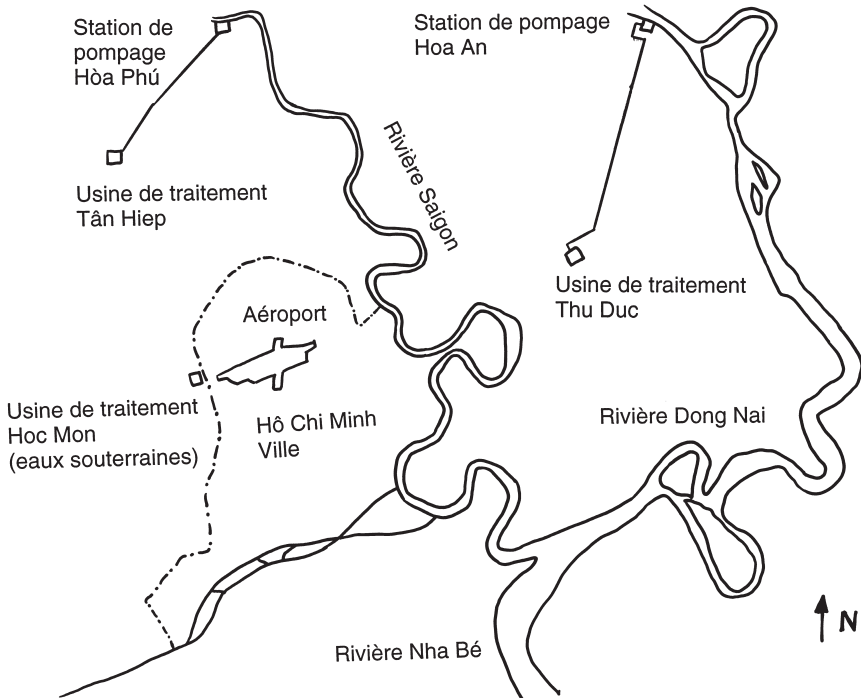 Station de
pompage
Hòa Phú
Station de pompage
Hoa An
Rivière Saigon
Usine de traitement
Tân Hiep
Usine de traitement
Thu Duc
Aéroport
Usine de traitement
Hoc Mon
(eaux souterraines)
Hô Chi Minh
Ville
Rivière Dong Nai
Rivière Nha Bé
N